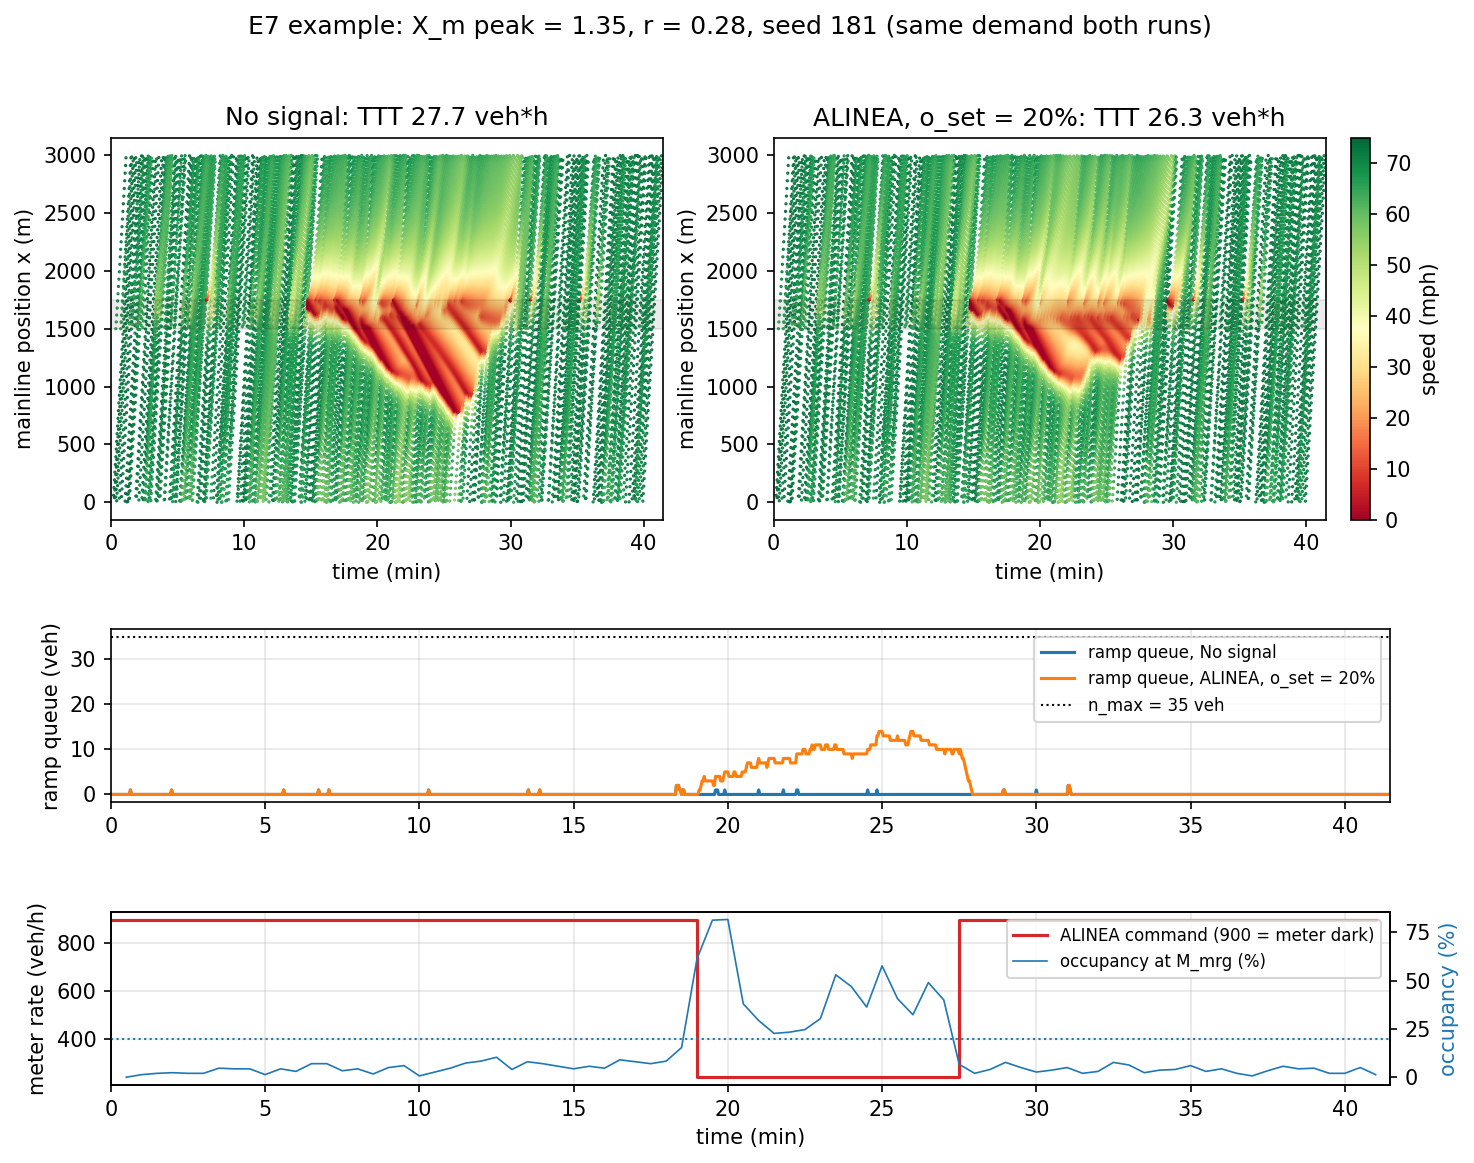 E7 example: X_m peak = 1.35, r = 0.28, seed 181 (same demand both runs)
No signal: TTT 27.7 veh*h
ALINEA, o_set = 20%: TTT 26.3 veh*h
mainline position x (m)
3000
2500
2000
1500
1000
500
0
0 10 20 30 40
time (min)
mainline position x (m)
3000
2500
2000
1500
1000
500
0
0 10 20 30 40
time (min)
70
60
50
40
30
20
10
0
speed (mph)
ramp queue (veh)
30
20
10
0
ramp queue, No signal
ramp queue, ALINEA, o_set = 20%
n_max = 35 veh
0 5 10 15 20 25 30 35 40
meter rate (veh/h)
800
600
400
ALINEA command (900 = meter dark)
occupancy at M_mrg (%)
75
50
25
0
occupancy (%)
0 5 10 15 20 25 30 35 40
time (min)